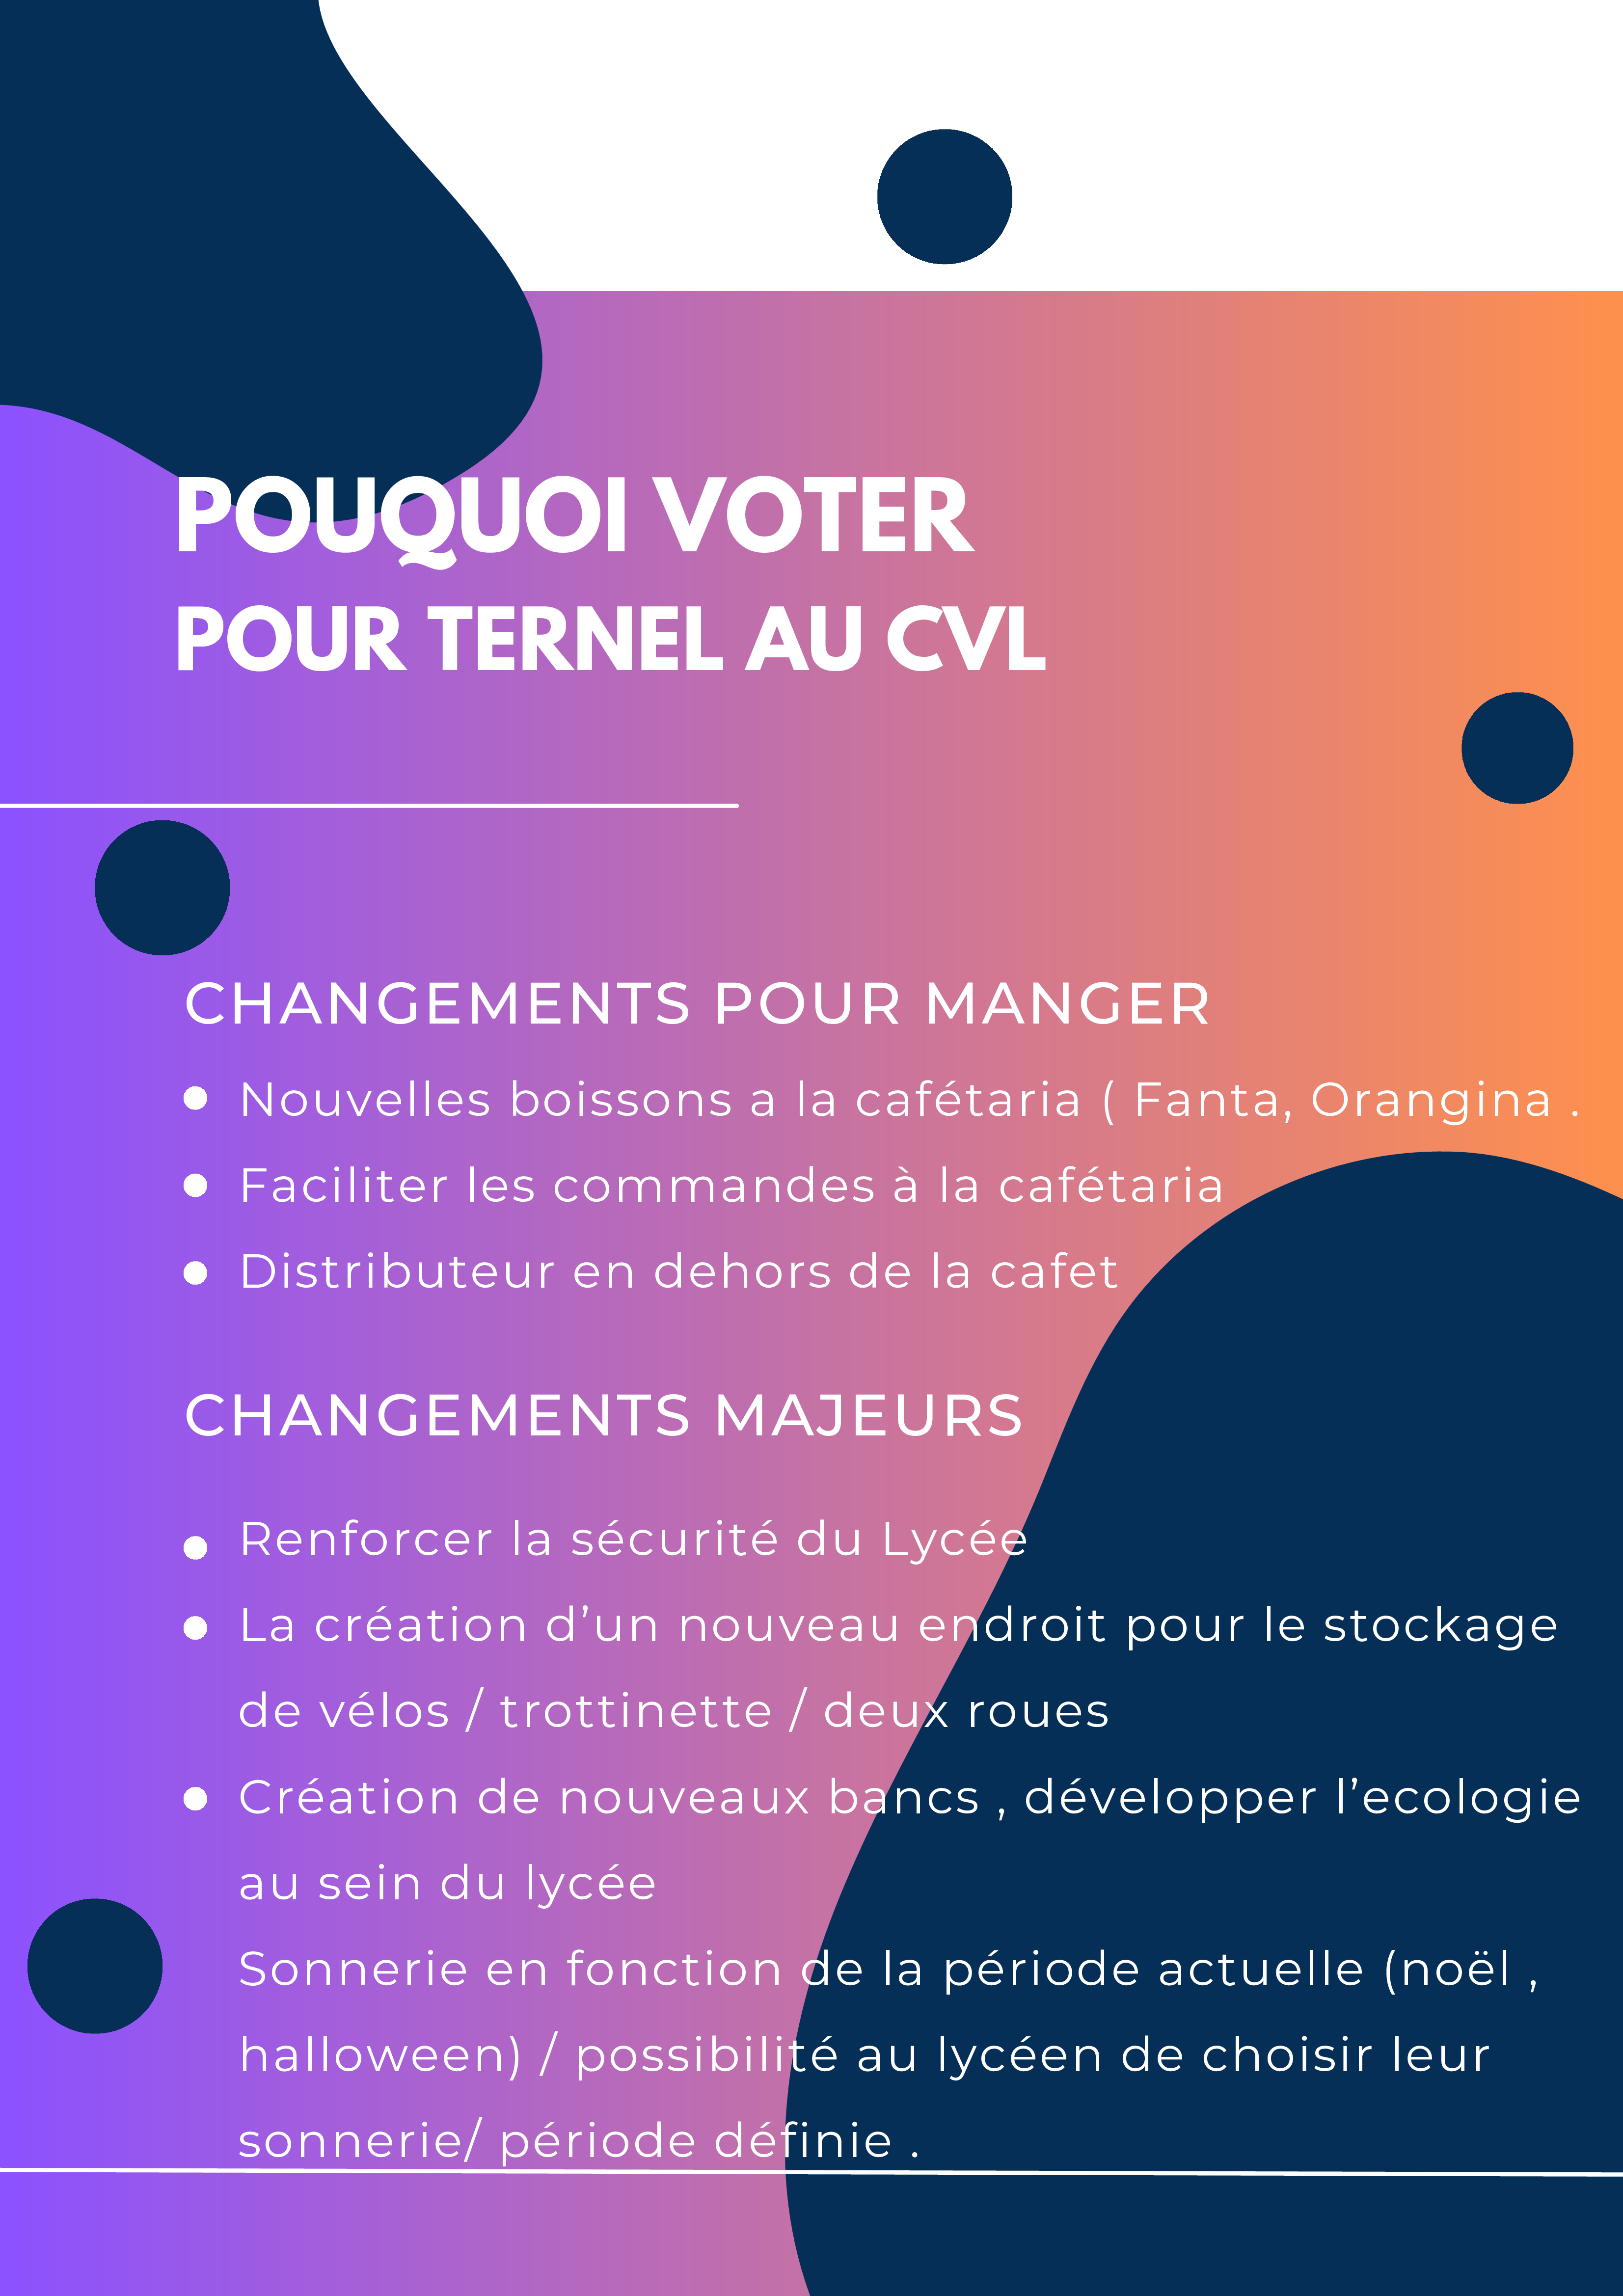 POUQUOI VOTER
POUR TERNEL AU CVL
CHANGEMENTS POUR MANGER
Nouvelles boissons a la cafétaria ( Fanta, Orangina .
Faciliter les commandes à la cafétaria
Distributeur en dehors de la cafet
CHANGEMENTS MAJEURS
Renforcer la sécurité du Lycée
La création d’un nouveau endroit pour le stockage
de vélos / trottinette / deux roues
Création de nouveaux bancs , développer l’ecologie
au sein du lycée
Sonnerie en fonction de la période actuelle (noël ,
halloween) / possibilité au lycéen de choisir leur
sonnerie/ période définie .